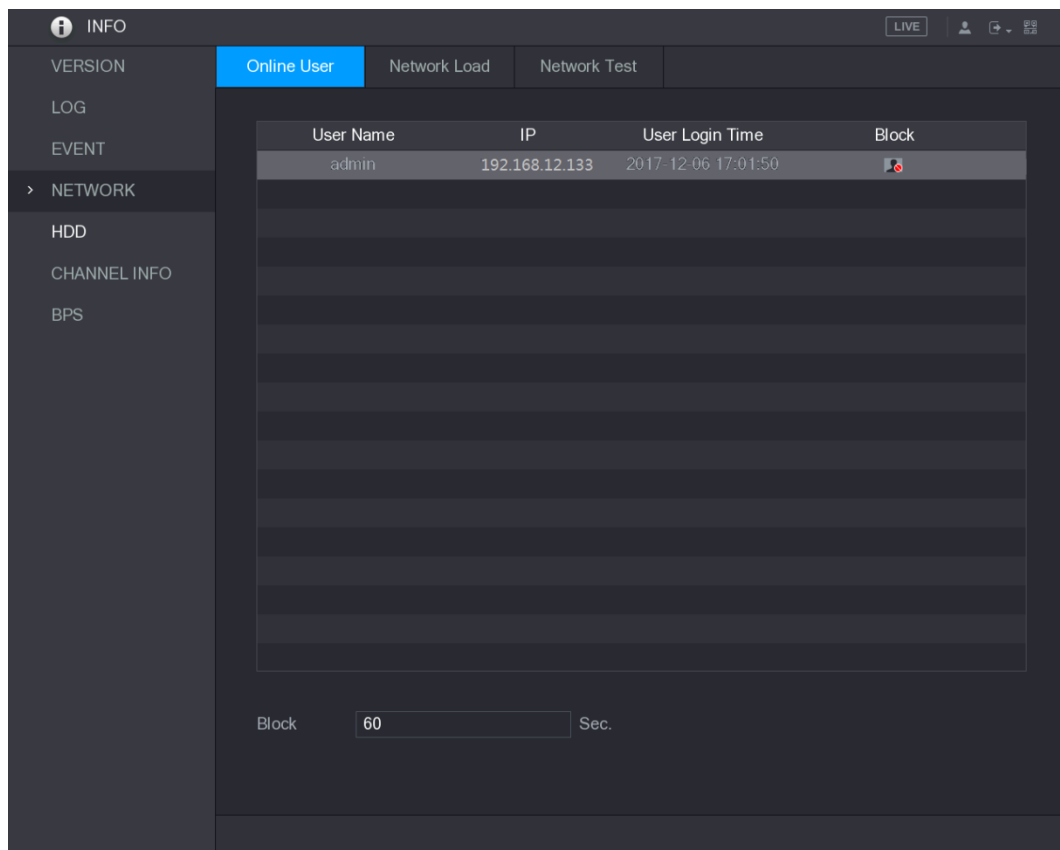 INFO
LIVE
VERSION
LOG
EVENT
> NETWORK
HDD
CHANNEL INFO
BPS
Online User Network Load Network Test
User Name IP User Login Time Block
admin 192.168.12.133 2017-12-06 17:01:50
Block 60 Sec.